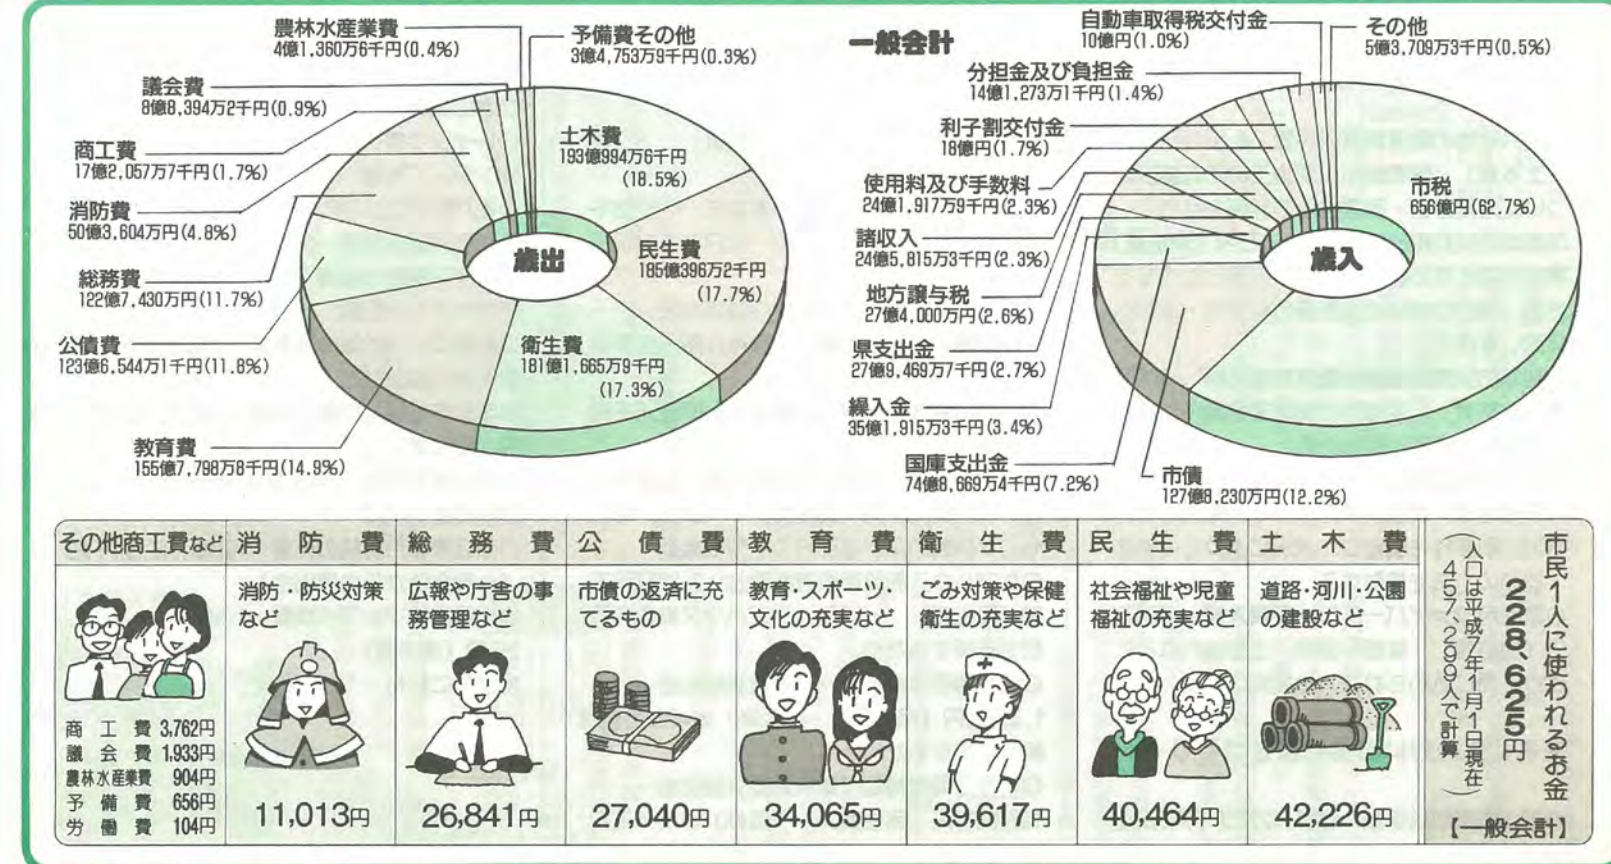 農林水産業費
4億1,360万6千円(0.4%)
予備費その他
3億4,753万9千円(0.3%)
議会費
8億8,394万2千円(0.9%)
商工費
17億2,057万7千円(1.7%)
消防費
50億3,604万円(4.8%)
総務費
122億7,430万円(11.7%)
公債費
123億6,544万1千円(11.8%)
教育費
155億7,798万8千円(14.9%)
土木費
193億994万6千円
(18.5%)
民生費
185億396万2千円
(17.7%)
衛生費
181億1,665万9千円
(17.3%)
歳出
一般会計
自動車取得税交付金
10億円(1.0%)
その他
5億3,709万3千円(0.5%)
分担金及び負担金
14億1,273万1千円(1.4%)
利子割交付金
18億円(1.7%)
使用料及び手数料
24億1,917万9千円(2.3%)
諸収入
24億5,815万3千円(2.3%)
地方譲与税
27億4,000万円(2.6%)
県支出金
27億9,469万7千円(2.7%)
繰入金
35億1,915万3千円(3.4%)
国庫支出金
74億8,669万4千円(7.2%)
市債
127億8,230万円(12.2%)
市税
656億円(62.7%)
歳入
市民1人に使われるお金
228、625円
(人口は平成7年1月1日現在
457、299人で計算)
【一般会計】
土木費
道路・河川・公園
の建設など
42,226円
民生費
社会福祉や児童
福祉の充実など
40,464円
衛生費
ごみ対策や保健
衛生の充実など
39,617円
教育費
教育・スポーツ・
文化の充実など
34,065円
公債費
市債の返済に充
てるもの
27,040円
総務費
広報や庁舎の事
務管理など
26,841円
消防費
消防・防災対策
など
11,013円
その他商工費など
商工費 3,762円
議会費 1,933円
農林水産業費 904円
予備費 656円
労働費 104円